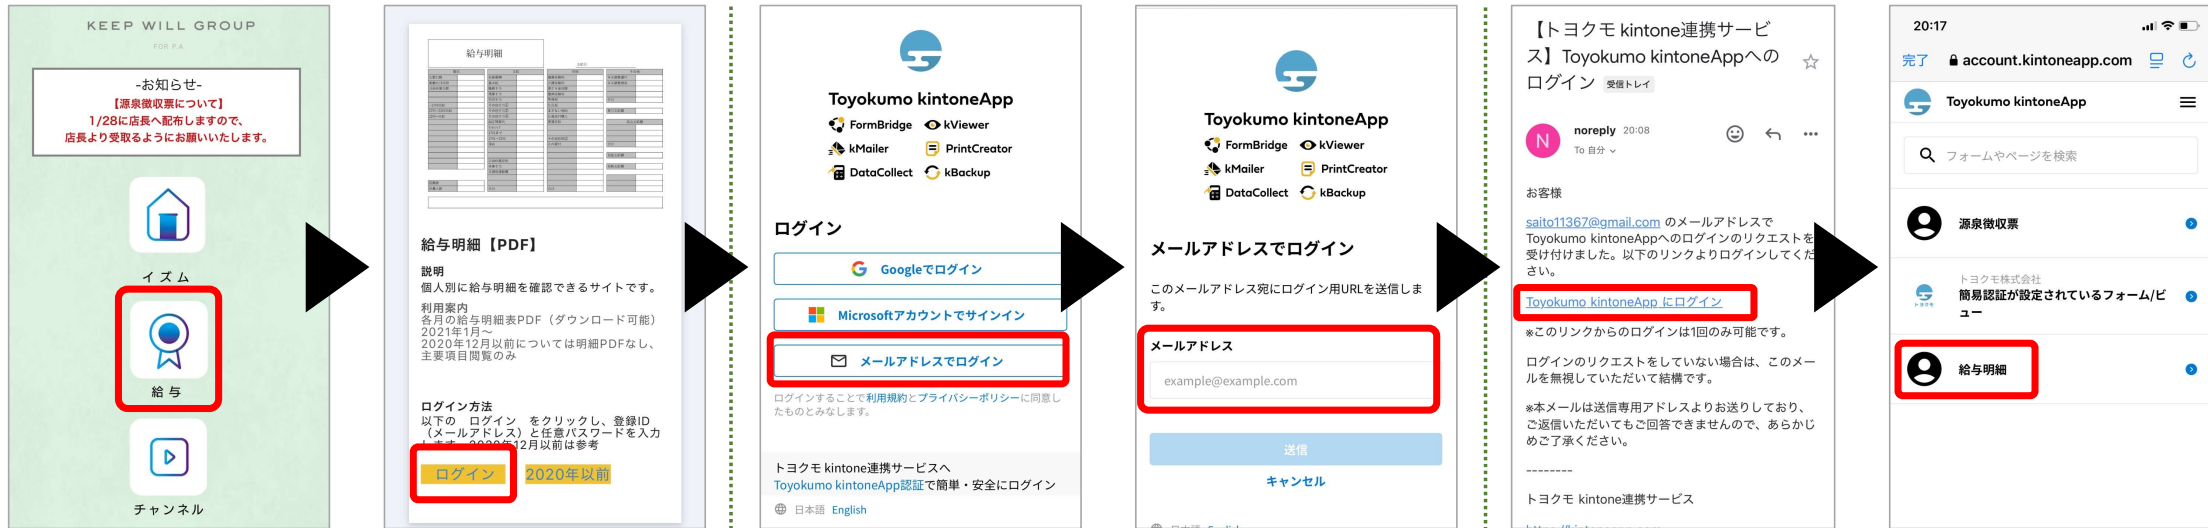 KEEP WILL GROUP
FOR P.A
-お知らせ-
【源泉徴収票について】
1/28に店長へ配布しますので、
店長より受取るようにお願いいたします。
イズム
給与
チャンネル
給与明細
給与明細【PDF】
説明
個人別に給与明細を確認できるサイトです。
利用案内
各月の給与明細表PDF（ダウンロード可能）
2021年1月～
2020年12月以前については明細PDFなし、
主要項目閲覧のみ
ログイン方法
以下の ログイン をクリックし、登録ID
（メールアドレス）と任意パスワードを入力
2020年12月以前は参考
ログイン 2020年以前
Toyokumo kintoneApp
FormBridge kViewer
kMailer PrintCreator
DataCollect kBackup
ログイン
Googleでログイン
Microsoftアカウントでサインイン
メールアドレスでログイン
ログインすることで利用規約とプライバシーポリシーに同意し
たものとみなします。
トヨクモ kintone連携サービスへ
Toyokumo kintoneApp認証で簡単・安全にログイン
日本語 English
Toyokumo kintoneApp
FormBridge kViewer
kMailer PrintCreator
DataCollect kBackup
メールアドレスでログイン
このメールアドレス宛にログイン用URLを送信しま
す。
メールアドレス
example@example.com
送信
キャンセル
【トヨクモ kintone連携サービ
ス】Toyokumo kintoneAppへの
ログイン 受信トレイ
N
noreply 20:08
To 自分
お客様
saito11367@gmail.com のメールアドレスで
Toyokumo kintoneAppへのログインのリクエストを
受け付けました。以下のリンクよりログインしてくだ
さい。
Toyokumo kintoneApp にログイン
※このリンクからのログインは1回のみ可能です。
ログインのリクエストをしていない場合は、このメー
ルを無視していただいて結構です。
※本メールは送信専用アドレスよりお送りしており、
ご返信いただいてもご回答できませんので、あらかじ
めご了承ください。
--------
トヨクモ kintone連携サービス
20:17
完了 account.kintoneapp.com
Toyokumo kintoneApp
フォームやページを検索
源泉徴収票
トヨクモ株式会社
簡易認証が設定されているフォーム/ビ
ュー
トヨクモ
給与明細